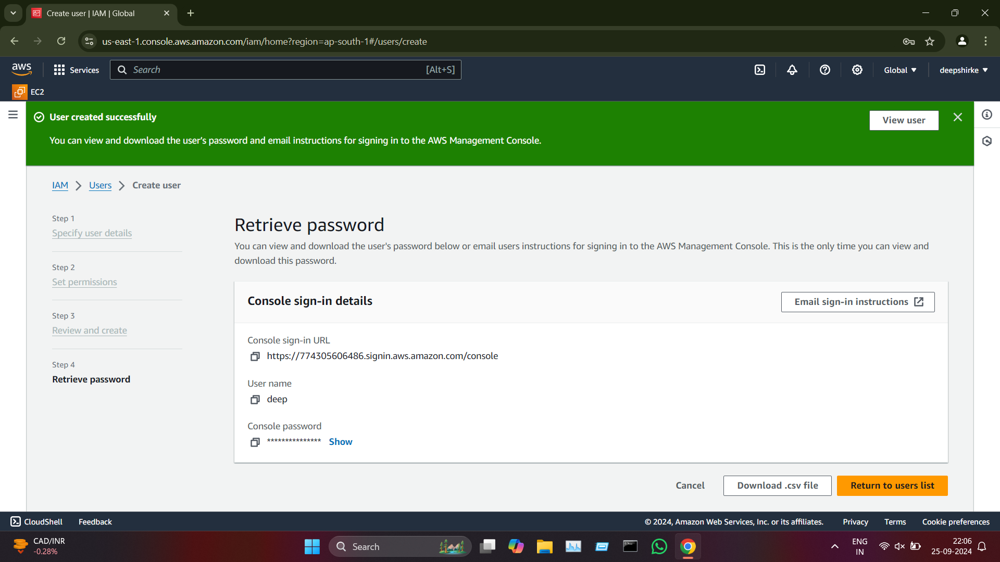 Create user | IAM | Global
us-east-1.console.aws.amazon.com/iam/home?region=ap-south-1#/users/create
aws
Services
Search
[Alt+S]
Global
deepshirke
EC2
User created successfully
You can view and download the user's password and email instructions for signing in to the AWS Management Console.
View user
IAM
Users
Create user
Step 1
Specify user details
Step 2
Set permissions
Step 3
Review and create
Step 4
Retrieve password
Retrieve password
You can view and download the user's password below or email users instructions for signing in to the AWS Management Console. This is the only time you can view and
download this password.
Console sign-in details
Email sign-in instructions
Console sign-in URL
https://774305606486.signin.aws.amazon.com/console
User name
deep
Console password
*************** Show
Cancel
Download .csv file
Return to users list
CloudShell
Feedback
© 2024, Amazon Web Services, Inc. or its affiliates.
Privacy
Terms
Cookie preferences
CAD/INR
-0.28%
Search
ENG
IN
22:06
25-09-2024